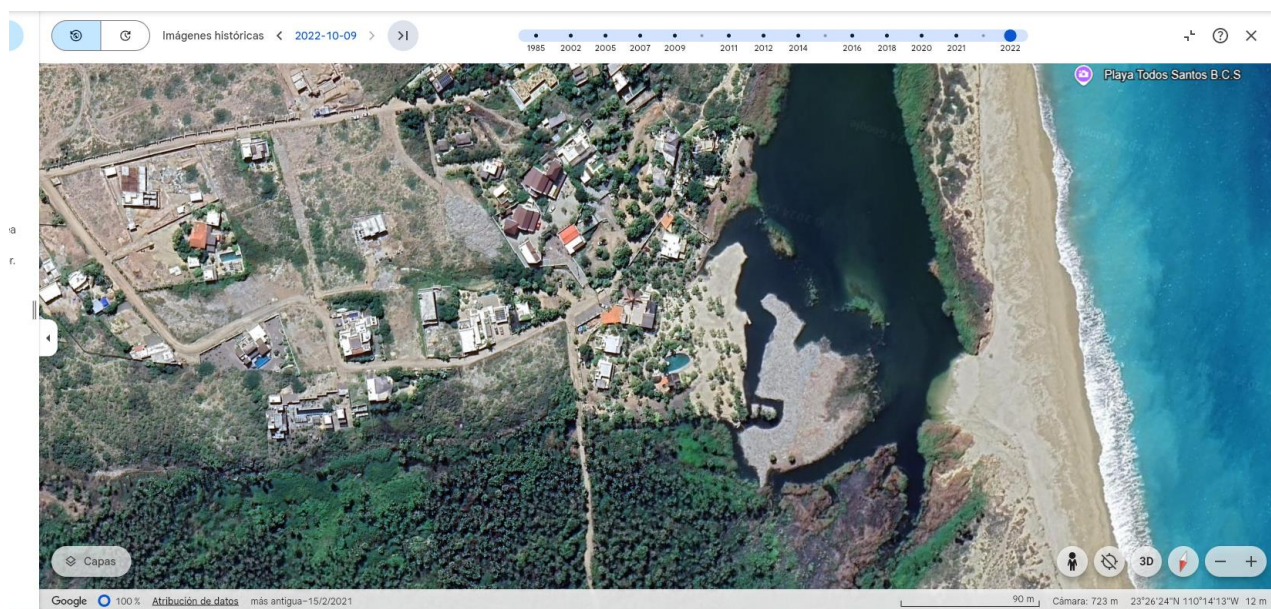 Imágenes históricas 2022-10-09
1985 2002 2005 2007 2009 2011 2012 2014 2016 2018 2020 2021 2022
Playa Todos Santos B.C.S
r.
Capas
3D
Google 100 % Atribución de datos más antigua–15/2/2021 90 m Cámara: 723 m 23°26'24"N 110°14'13"W 12 m